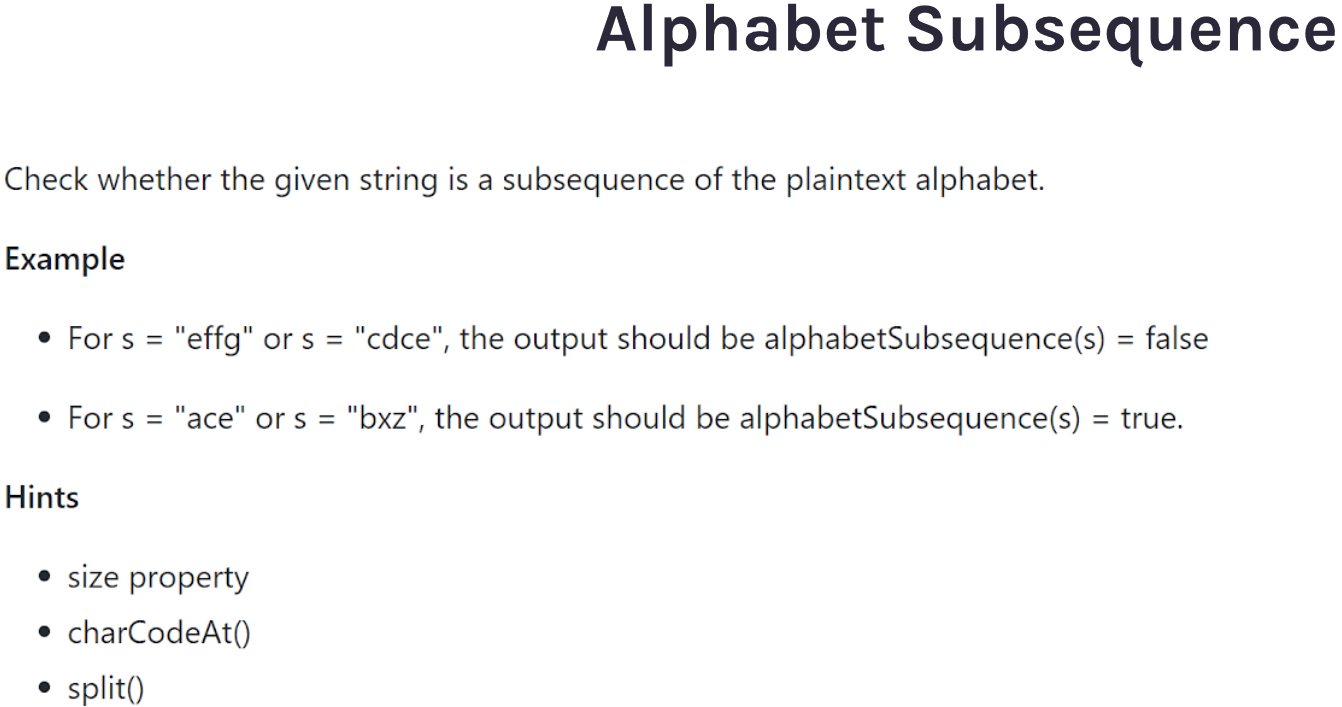 Alphabet Subsequence
Check whether the given string is a subsequence of the plaintext alphabet.
Example
• For s = "effg" or s = "cdce", the output should be alphabetSubsequence(s) = false
• For s = "ace" or s = "bxz", the output should be alphabetSubsequence(s) = true.
Hints
• size property
• charCodeAt()
• split()